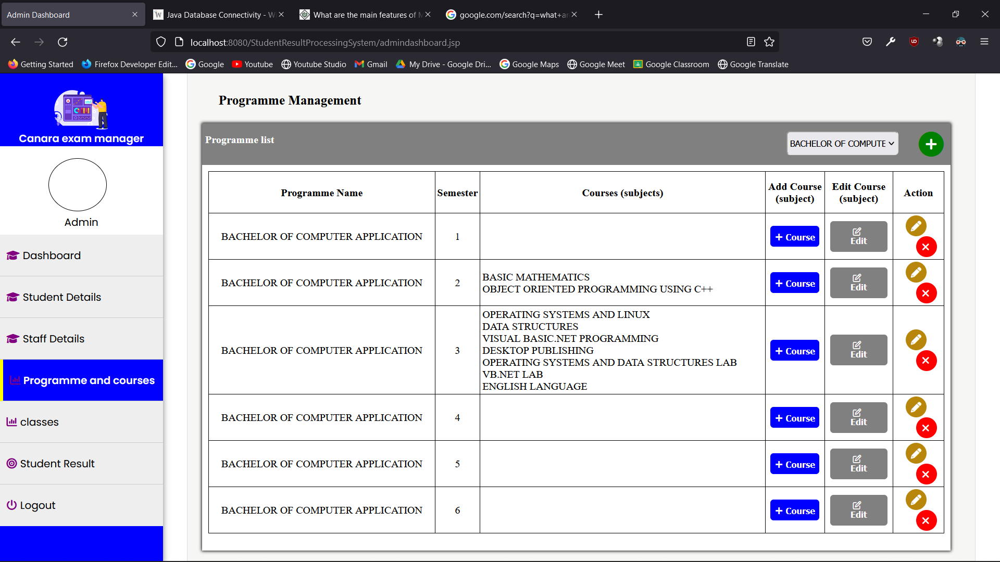 Admin Dashboard
Java Database Connectivity - W
What are the main features of M
google.com/search?q=what+ar
localhost:8080/StudentResultProcessingSystem/admindashboard.jsp
Getting Started
Firefox Developer Edit...
Google
Youtube
Youtube Studio
Gmail
My Drive - Google Dri...
Google Maps
Google Meet
Google Classroom
Google Translate
Canara exam manager
Admin
Dashboard
Student Details
Staff Details
Programme and courses
classes
Student Result
Logout
Programme Management
Programme list
BACHELOR OF COMPUTE
Programme Name
Semester
Courses (subjects)
Add Course
(subject)
Edit Course
(subject)
Action
BACHELOR OF COMPUTER APPLICATION
1
+ Course
Edit
BACHELOR OF COMPUTER APPLICATION
2
BASIC MATHEMATICS
OBJECT ORIENTED PROGRAMMING USING C++
+ Course
Edit
BACHELOR OF COMPUTER APPLICATION
3
OPERATING SYSTEMS AND LINUX
DATA STRUCTURES
VISUAL BASIC.NET PROGRAMMING
DESKTOP PUBLISHING
OPERATING SYSTEMS AND DATA STRUCTURES LAB
VB.NET LAB
ENGLISH LANGUAGE
+ Course
Edit
BACHELOR OF COMPUTER APPLICATION
4
+ Course
Edit
BACHELOR OF COMPUTER APPLICATION
5
+ Course
Edit
BACHELOR OF COMPUTER APPLICATION
6
+ Course
Edit